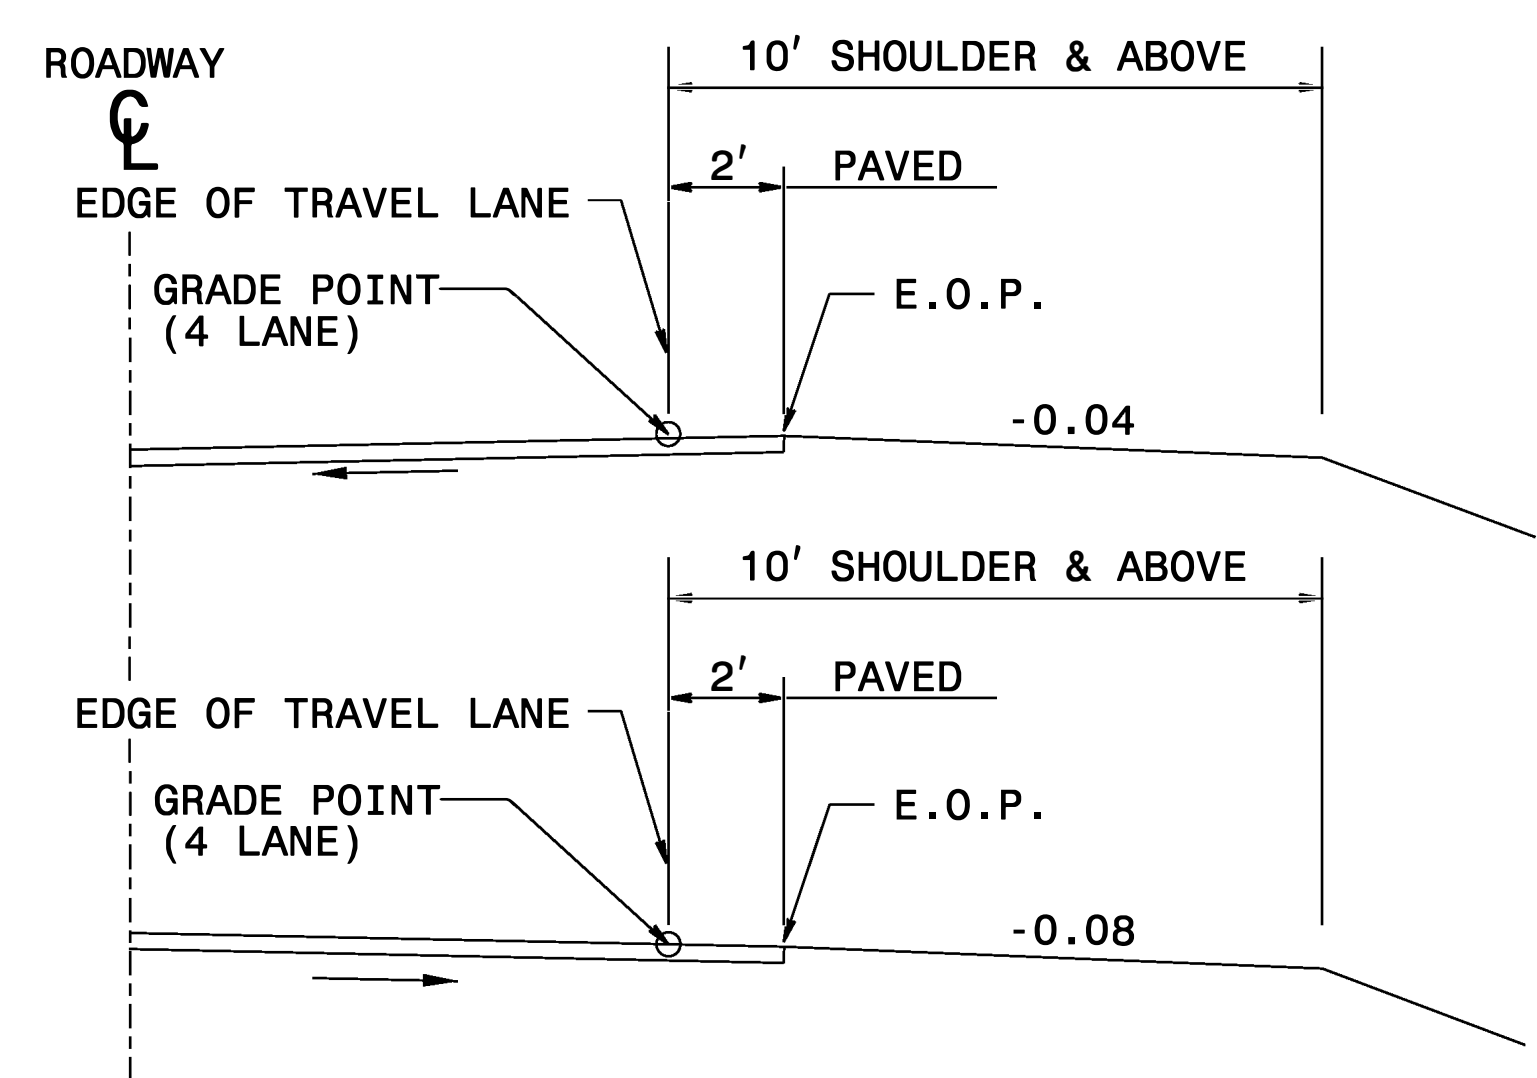 ROADWAY
℄
10' SHOULDER & ABOVE
2' PAVED
EDGE OF TRAVEL LANE
GRADE POINT
(4 LANE)
E.O.P.
-0.04
10' SHOULDER & ABOVE
2' PAVED
EDGE OF TRAVEL LANE
GRADE POINT
(4 LANE)
E.O.P.
-0.08